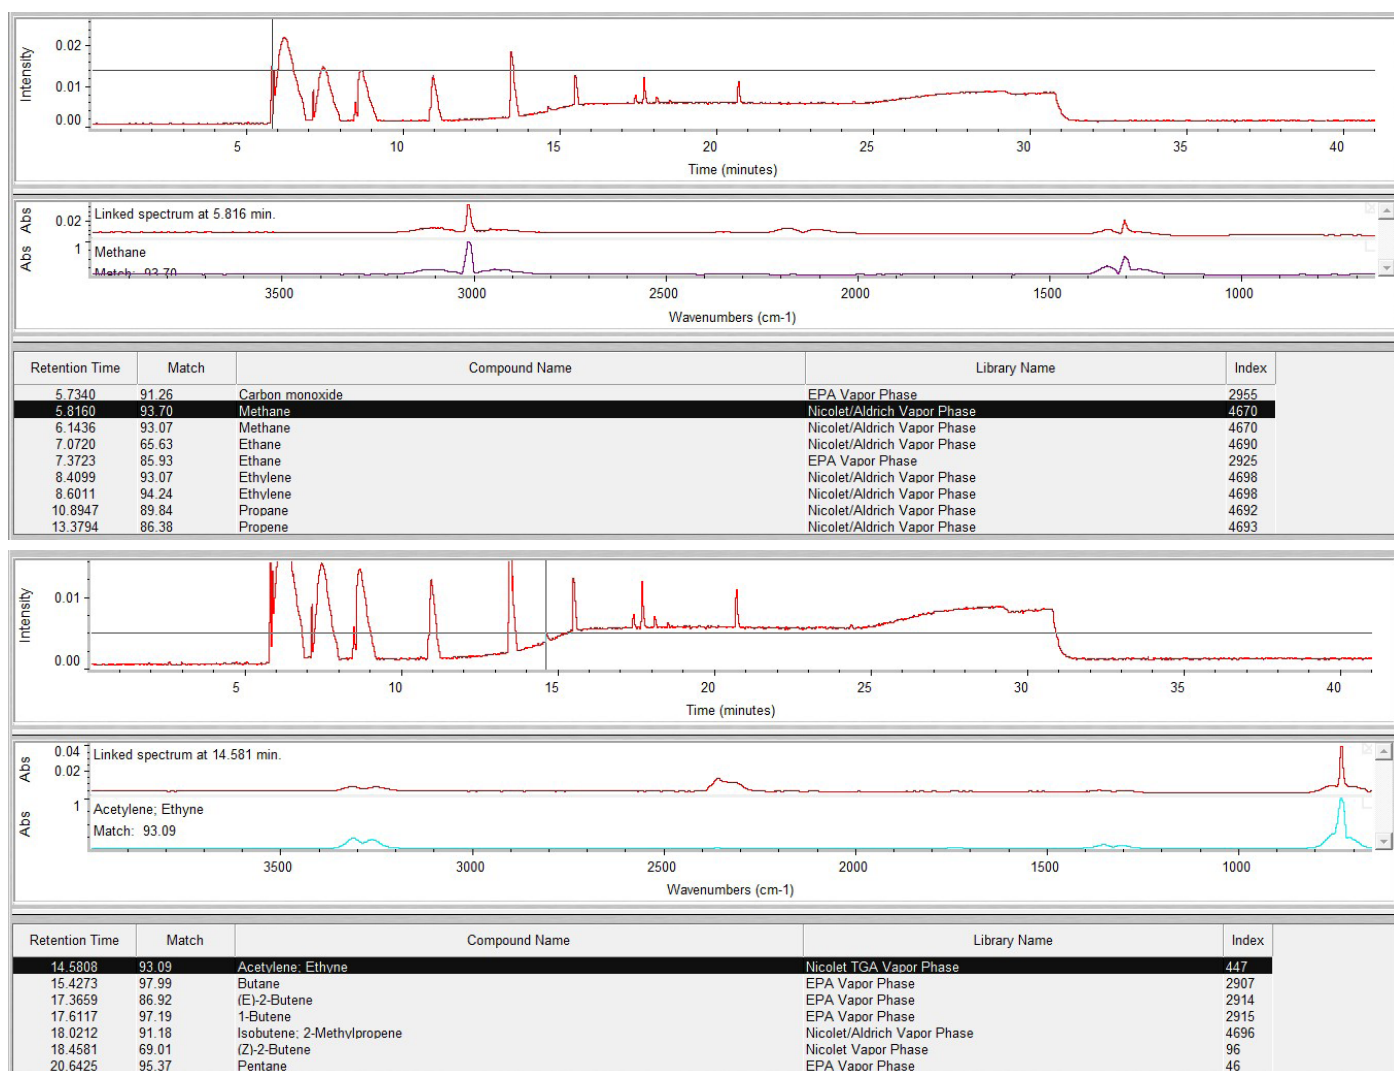 Intensity
0.02
0.01
0.00
5 10 15 20 25 30 35 40
Time (minutes)
Abs
0.02
Linked spectrum at 5.816 min.
Abs
1
Methane
Match: 93.70
3500 3000 2500 2000 1500 1000
Wavenumbers (cm-1)
Retention Time Match Compound Name Library Name Index
5.7340 91.26 Carbon monoxide EPA Vapor Phase 2955
5.8160 93.70 Methane Nicolet/Aldrich Vapor Phase 4670
6.1436 93.07 Methane Nicolet/Aldrich Vapor Phase 4670
7.0720 65.63 Ethane Nicolet/Aldrich Vapor Phase 4690
7.3723 85.93 Ethane EPA Vapor Phase 2925
8.4099 93.07 Ethylene Nicolet/Aldrich Vapor Phase 4698
8.6011 94.24 Ethylene Nicolet/Aldrich Vapor Phase 4698
10.8947 89.84 Propane Nicolet/Aldrich Vapor Phase 4692
13.3794 86.38 Propene Nicolet/Aldrich Vapor Phase 4693
Intensity
0.01
0.00
5 10 15 20 25 30 35 40
Time (minutes)
Abs
0.04
0.02
Linked spectrum at 14.581 min.
Abs
1
Acetylene; Ethyne
Match: 93.09
3500 3000 2500 2000 1500 1000
Wavenumbers (cm-1)
Retention Time Match Compound Name Library Name Index
14.5808 93.09 Acetylene; Ethyne Nicolet TGA Vapor Phase 447
15.4273 97.99 Butane EPA Vapor Phase 2907
17.3659 86.92 (E)-2-Butene EPA Vapor Phase 2914
17.6117 97.19 1-Butene EPA Vapor Phase 2915
18.0212 91.18 Isobutene; 2-Methylpropene Nicolet/Aldrich Vapor Phase 4696
18.4581 69.01 (Z)-2-Butene Nicolet Vapor Phase 96
20.6425 95.37 Pentane EPA Vapor Phase 46